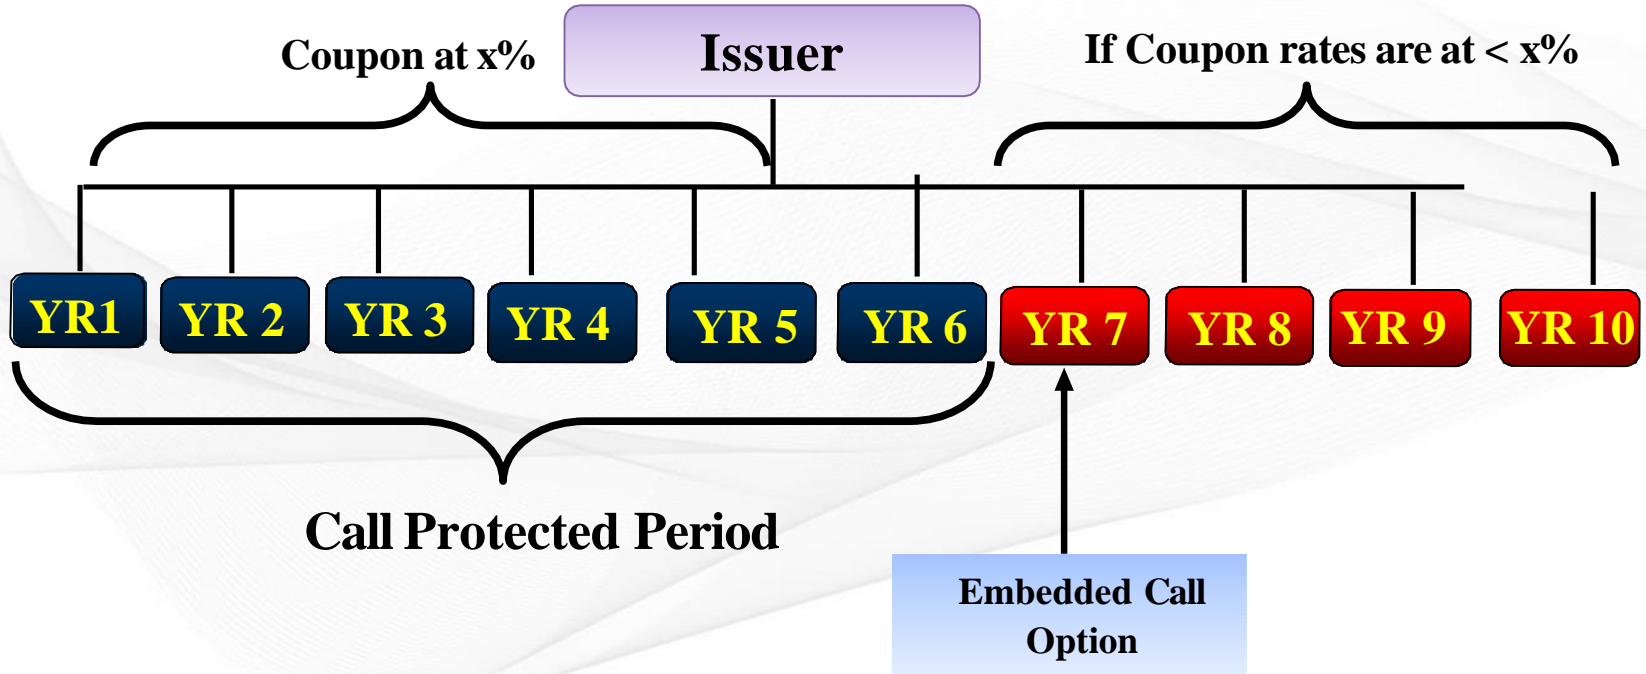 Issuer
Coupon at x%
If Coupon rates are at < x%
YR1
YR 2
YR 3
YR 4
YR 5
YR 6
YR 7
YR 8
YR 9
YR 10
Call Protected Period
Embedded Call
Option